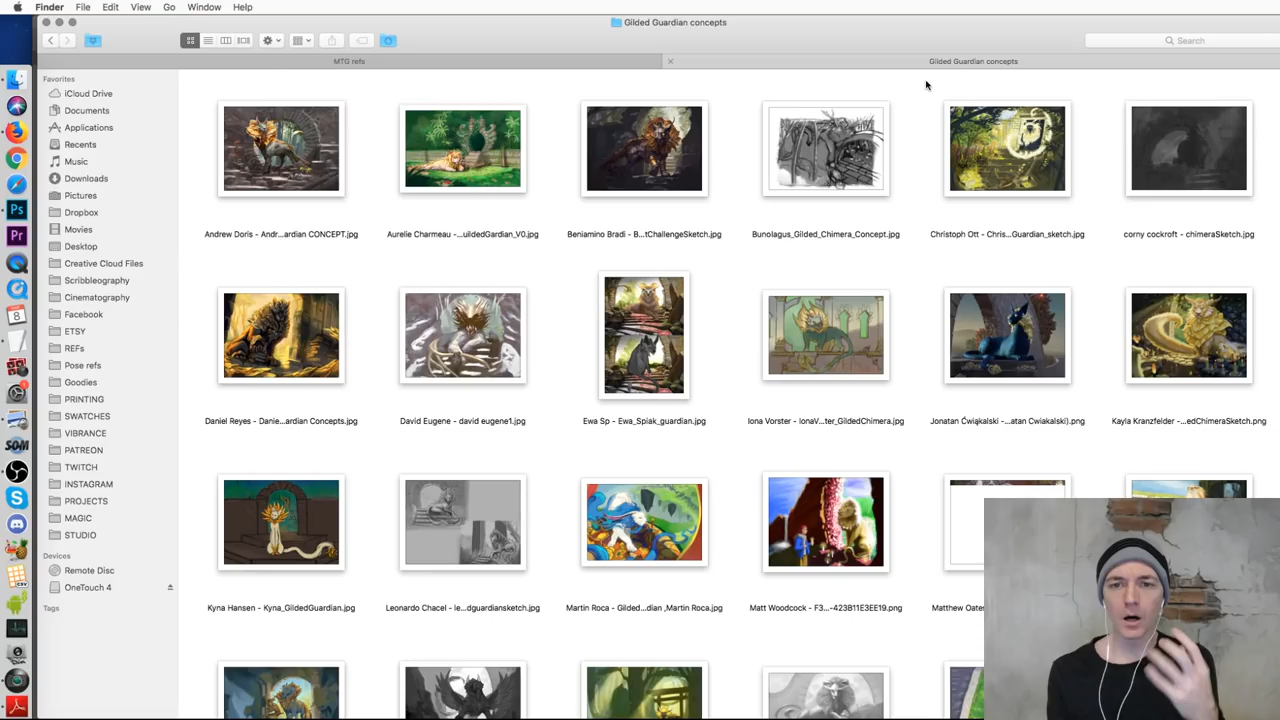 Finder File Edit View Go Window Help
Gilded Guardian concepts
Search
MTG refs
Gilded Guardian concepts
Favorites
iCloud Drive
Documents
Applications
Recents
Music
Downloads
Pictures
Dropbox
Movies
Desktop
Creative Cloud Files
Scribbleography
Cinematography
Facebook
ETSY
REFs
Pose refs
Goodies
PRINTING
SWATCHES
VIBRANCE
PATREON
TWITCH
INSTAGRAM
PROJECTS
MAGIC
STUDIO
Devices
Remote Disc
OneTouch 4
Tags
Ps
Pr
8
SOM
CSV
Andrew Doris - Andr...ardian CONCEPT.jpg
Aurelie Charmeau -...uildedGardian_V0.jpg
Beniamino Bradi - B...tChallengeSketch.jpg
Bunolagus_Gilded_Chimera_Concept.jpg
Christoph Ott - Chris...Guardian_sketch.jpg
corny cockroft - chimeraSketch.jpg
Daniel Reyes - Danie...ardian Concepts.jpg
David Eugene - david eugene1.jpg
Ewa Sp - Ewa_Spiak_guardian.jpg
Iona Vorster - IonaV...ter_GildedChimera.jpg
Jonatan Ćwiąkalski -...atan Cwiakalski).png
Kayla Kranzfelder -...edChimeraSketch.png
Kyna Hansen - Kyna_GildedGuardian.jpg
Leonardo Chacel - le...dguardiansketch.jpg
Martin Roca - Gilded...dian ,Martin Roca.jpg
Matt Woodcock - F3...-423B11E3EE19.png
Matthew Oates